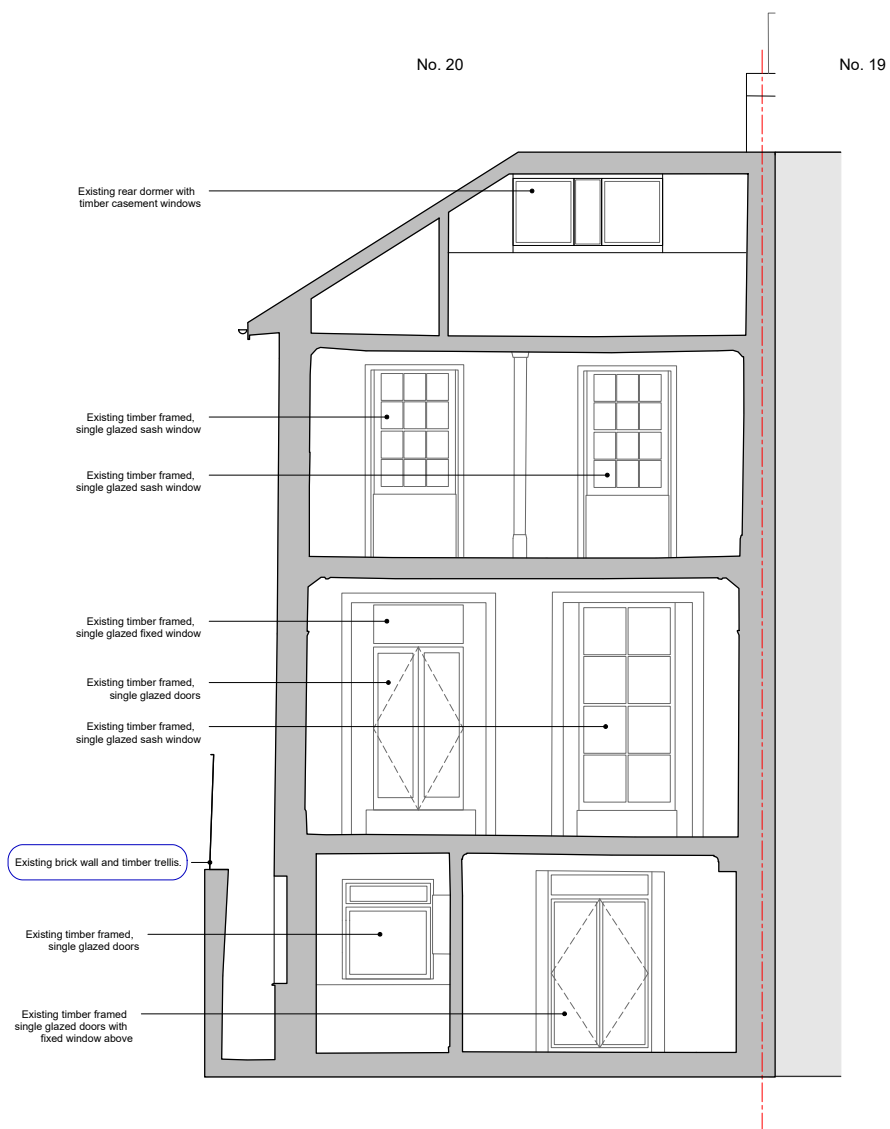 No. 20
No. 19
Existing rear dormer with
timber casement windows
Existing timber framed,
single glazed sash window
Existing timber framed,
single glazed sash window
Existing timber framed,
single glazed fixed window
Existing timber framed,
single glazed doors
Existing timber framed,
single glazed sash window
Existing brick wall and timber trellis.
Existing timber framed,
single glazed doors
Existing timber framed
single glazed doors with
fixed window above